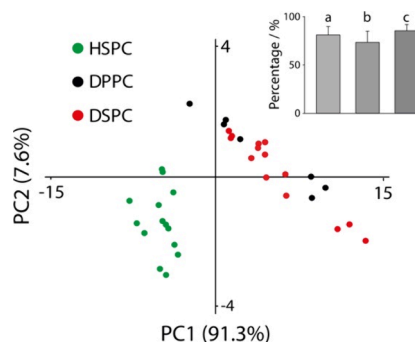 HSPC
DPPC
DSPC
4
-4
-15
15
PC2 (7.6%)
PC1 (91.3%)
Percentage / %
100
50
0
a b c